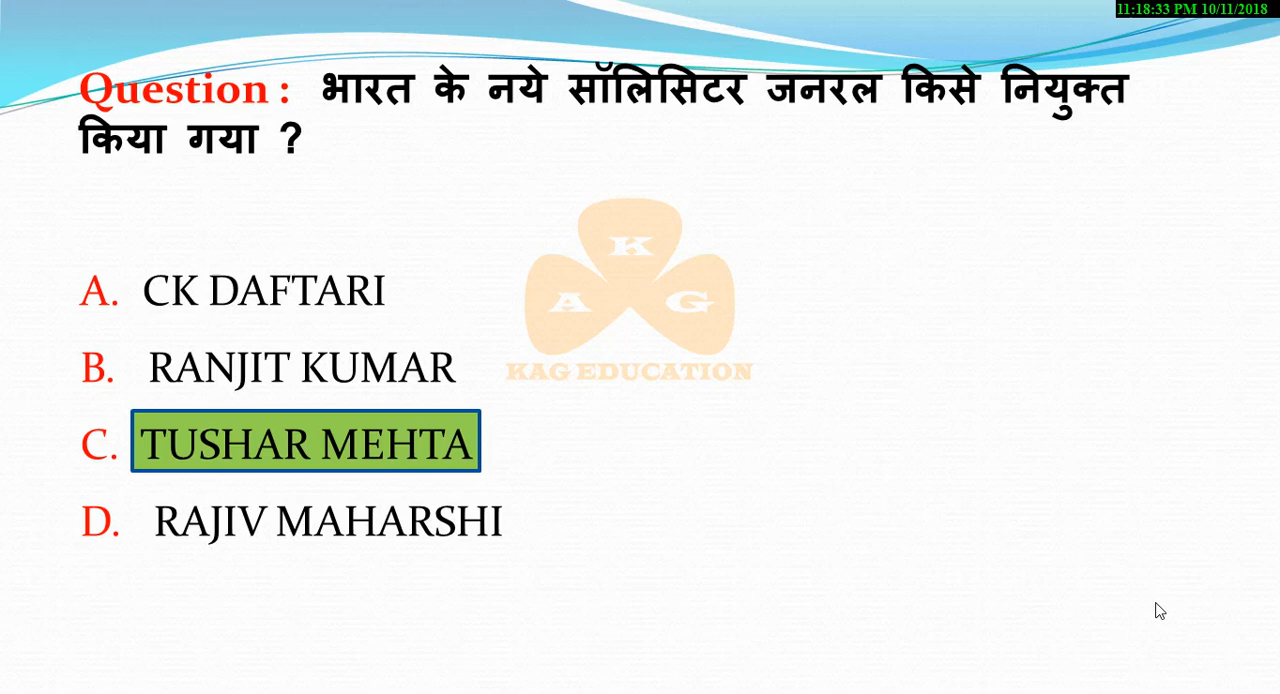 11:18:33 PM 10/11/2018
Question : भारत के नये सॉलिसिटर जनरल किसे नियुक्त
किया गया ?
K
A G
KAG EDUCATION
A. CK DAFTARI
B. RANJIT KUMAR
C. TUSHAR MEHTA
D. RAJIV MAHARSHI